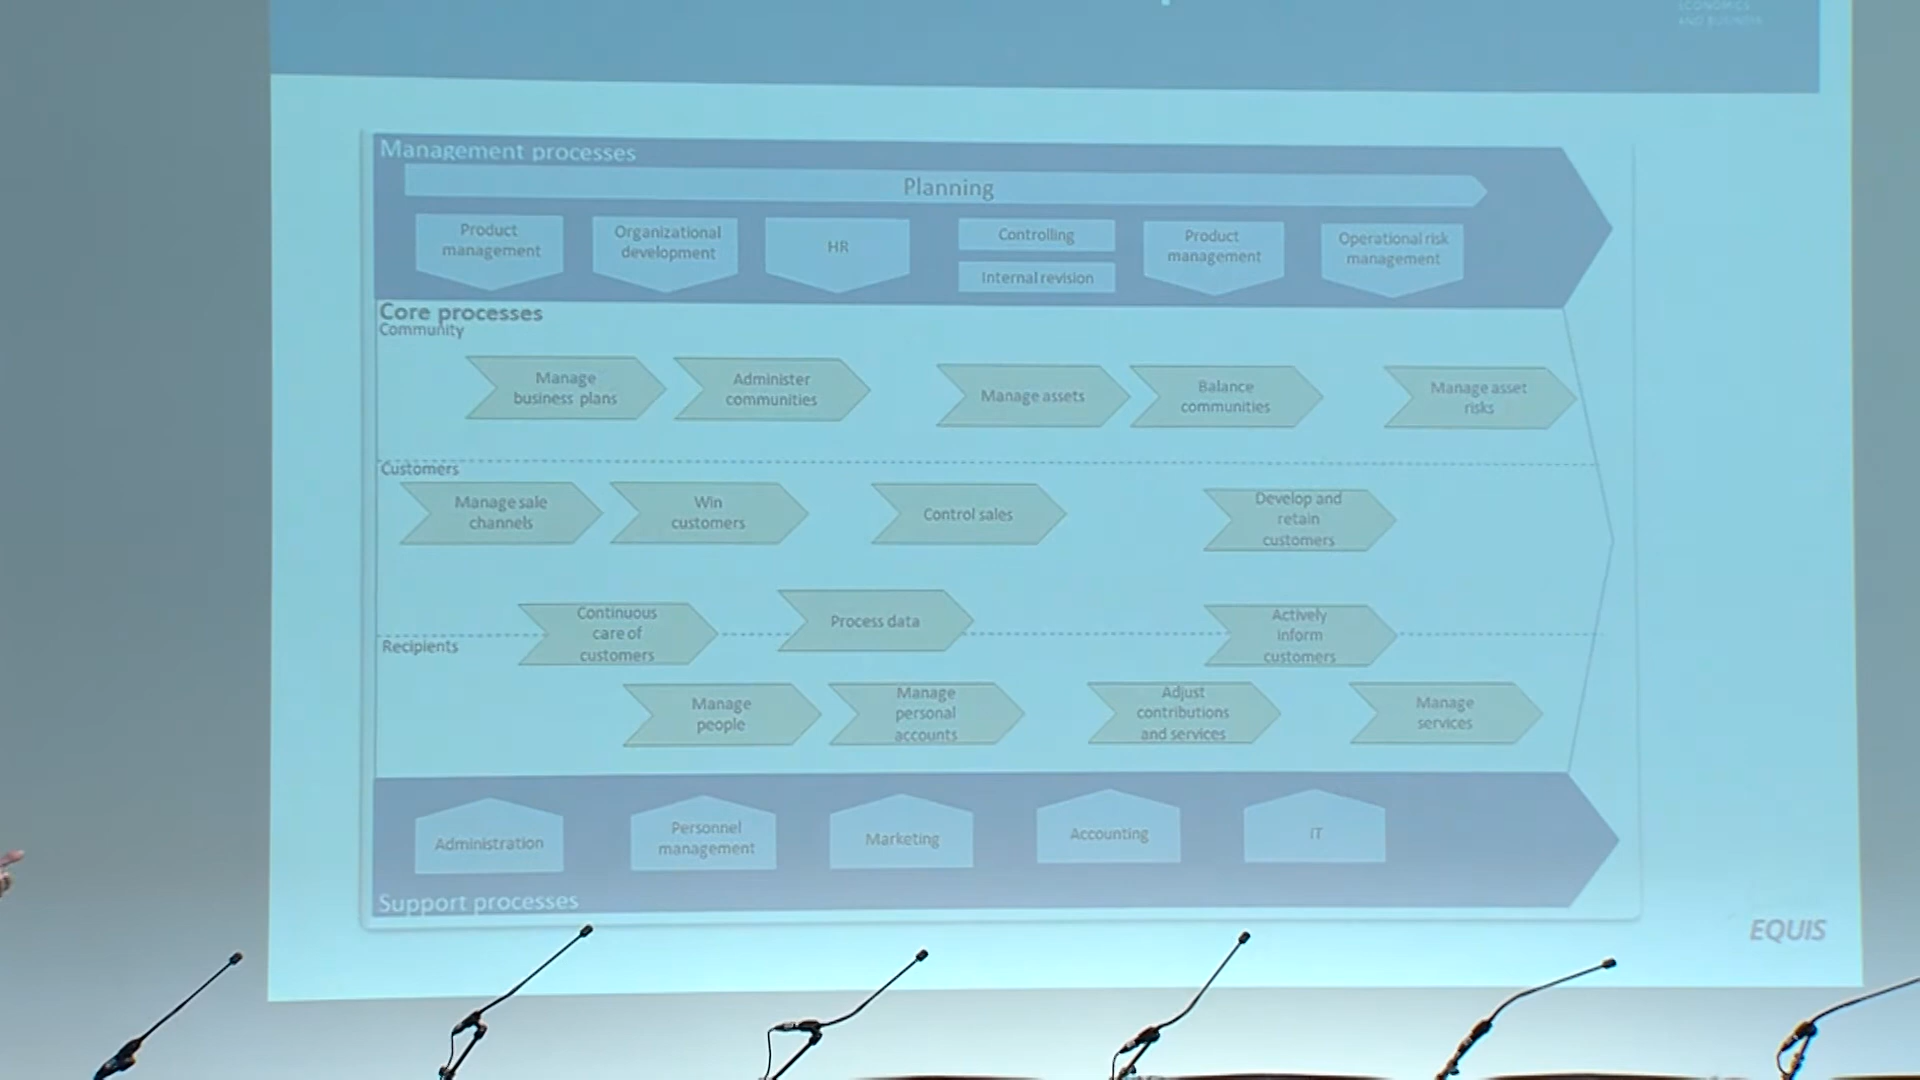 ECONOMICS
AND BUSINESS
Management processes
Planning
Product
management
Organizational
development
HR
Controlling
Internal revision
Product
management
Operational risk
management
Core processes
Community
Manage
business plans
Administer
communities
Manage assets
Balance
communities
Manage asset
risks
Customers
Manage sale
channels
Win
customers
Control sales
Develop and
retain
customers
Continuous
care of
customers
Process data
Actively
inform
customers
Recipients
Manage
people
Manage
personal
accounts
Adjust
contributions
and services
Manage
services
Administration
Personnel
management
Marketing
Accounting
IT
Support processes
EQUIS